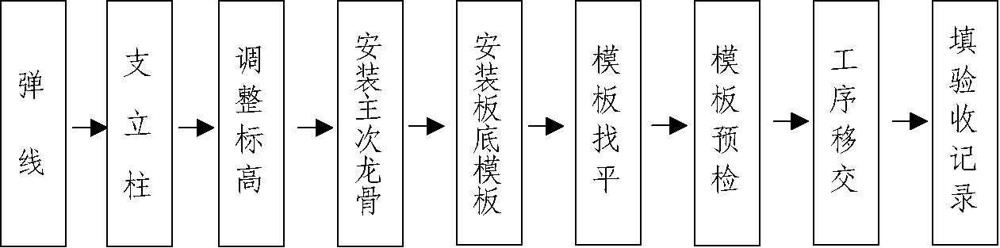 弹线
支立柱
调整标高
安装主次龙骨
安装板底模板
模板找平
模板预检
工序移交
填验收记录